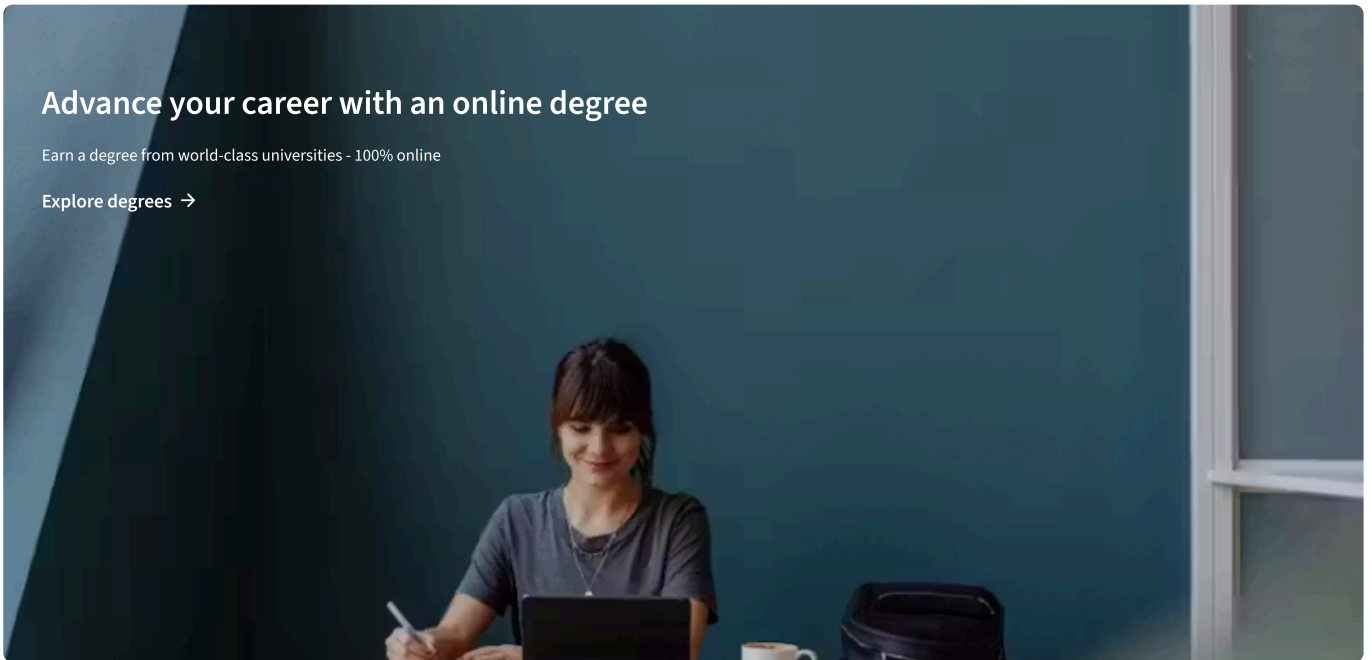 Advance your career with an online degree
Earn a degree from world-class universities - 100% online
Explore degrees →